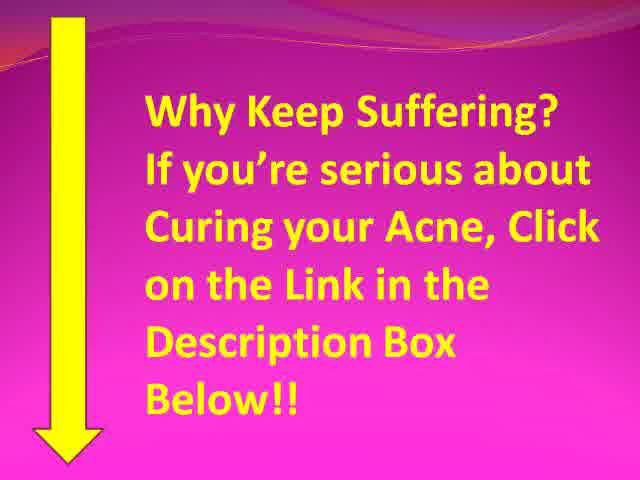 Why Keep Suffering?
If you’re serious about
Curing your Acne, Click
on the Link in the
Description Box
Below!!